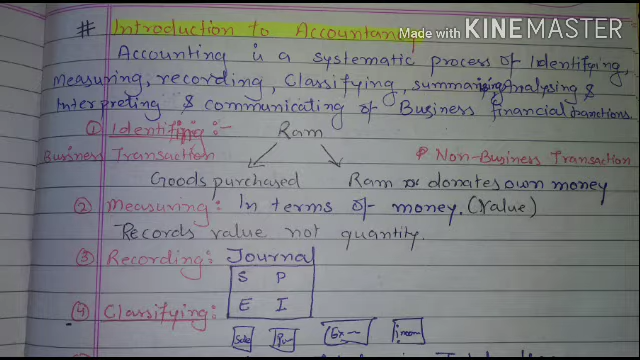 # Introduction to Accountancy
Made with KINEMASTER
Accounting is a systematic process of Identifying,
measuring, recording, Classifying, summarising, Analysing &
Interpreting & communicating of Business financial
① Identifying :- Ram
Business Transaction
Non-Business Transaction
Goods purchased Ram donates own money
② Measuring: In terms of money. (Value)
Records value not quantity.
③ Recording: Journal
S P
④ Classifying: E I